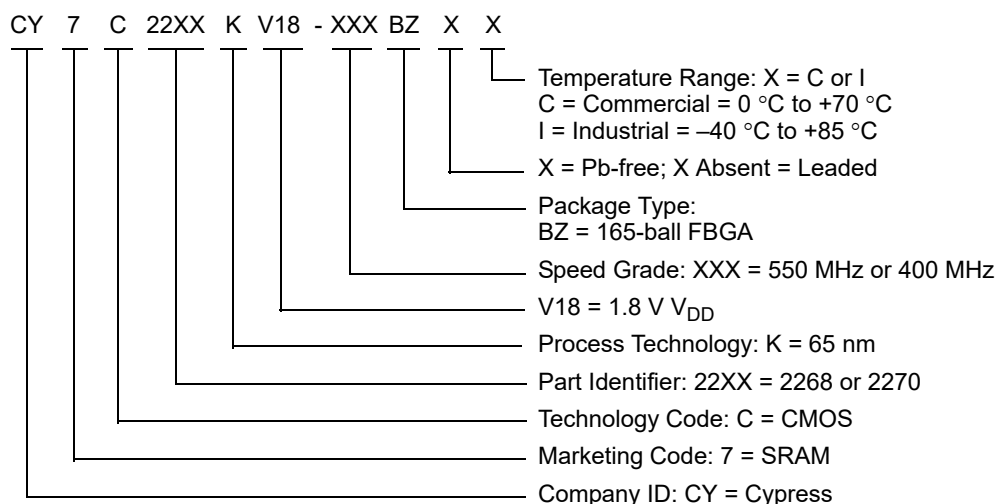 CY 7 C 22XX K V18 - XXX BZ X X
Temperature Range: X = C or I
C = Commercial = 0 °C to +70 °C
I = Industrial = –40 °C to +85 °C
X = Pb-free; X Absent = Leaded
Package Type:
BZ = 165-ball FBGA
Speed Grade: XXX = 550 MHz or 400 MHz
V18 = 1.8 V VDD
Process Technology: K = 65 nm
Part Identifier: 22XX = 2268 or 2270
Technology Code: C = CMOS
Marketing Code: 7 = SRAM
Company ID: CY = Cypress